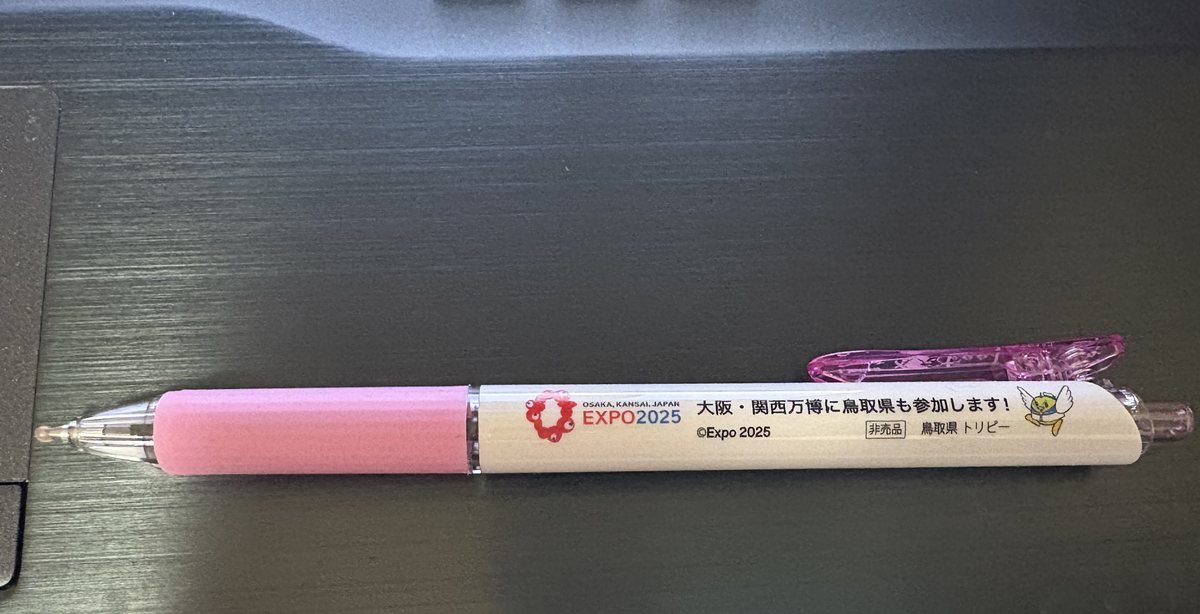 OSAKA, KANSAI, JAPAN
EXPO2025
大阪・関西万博に鳥取県も参加します!
©Expo 2025
非売品 鳥取県 トリピー